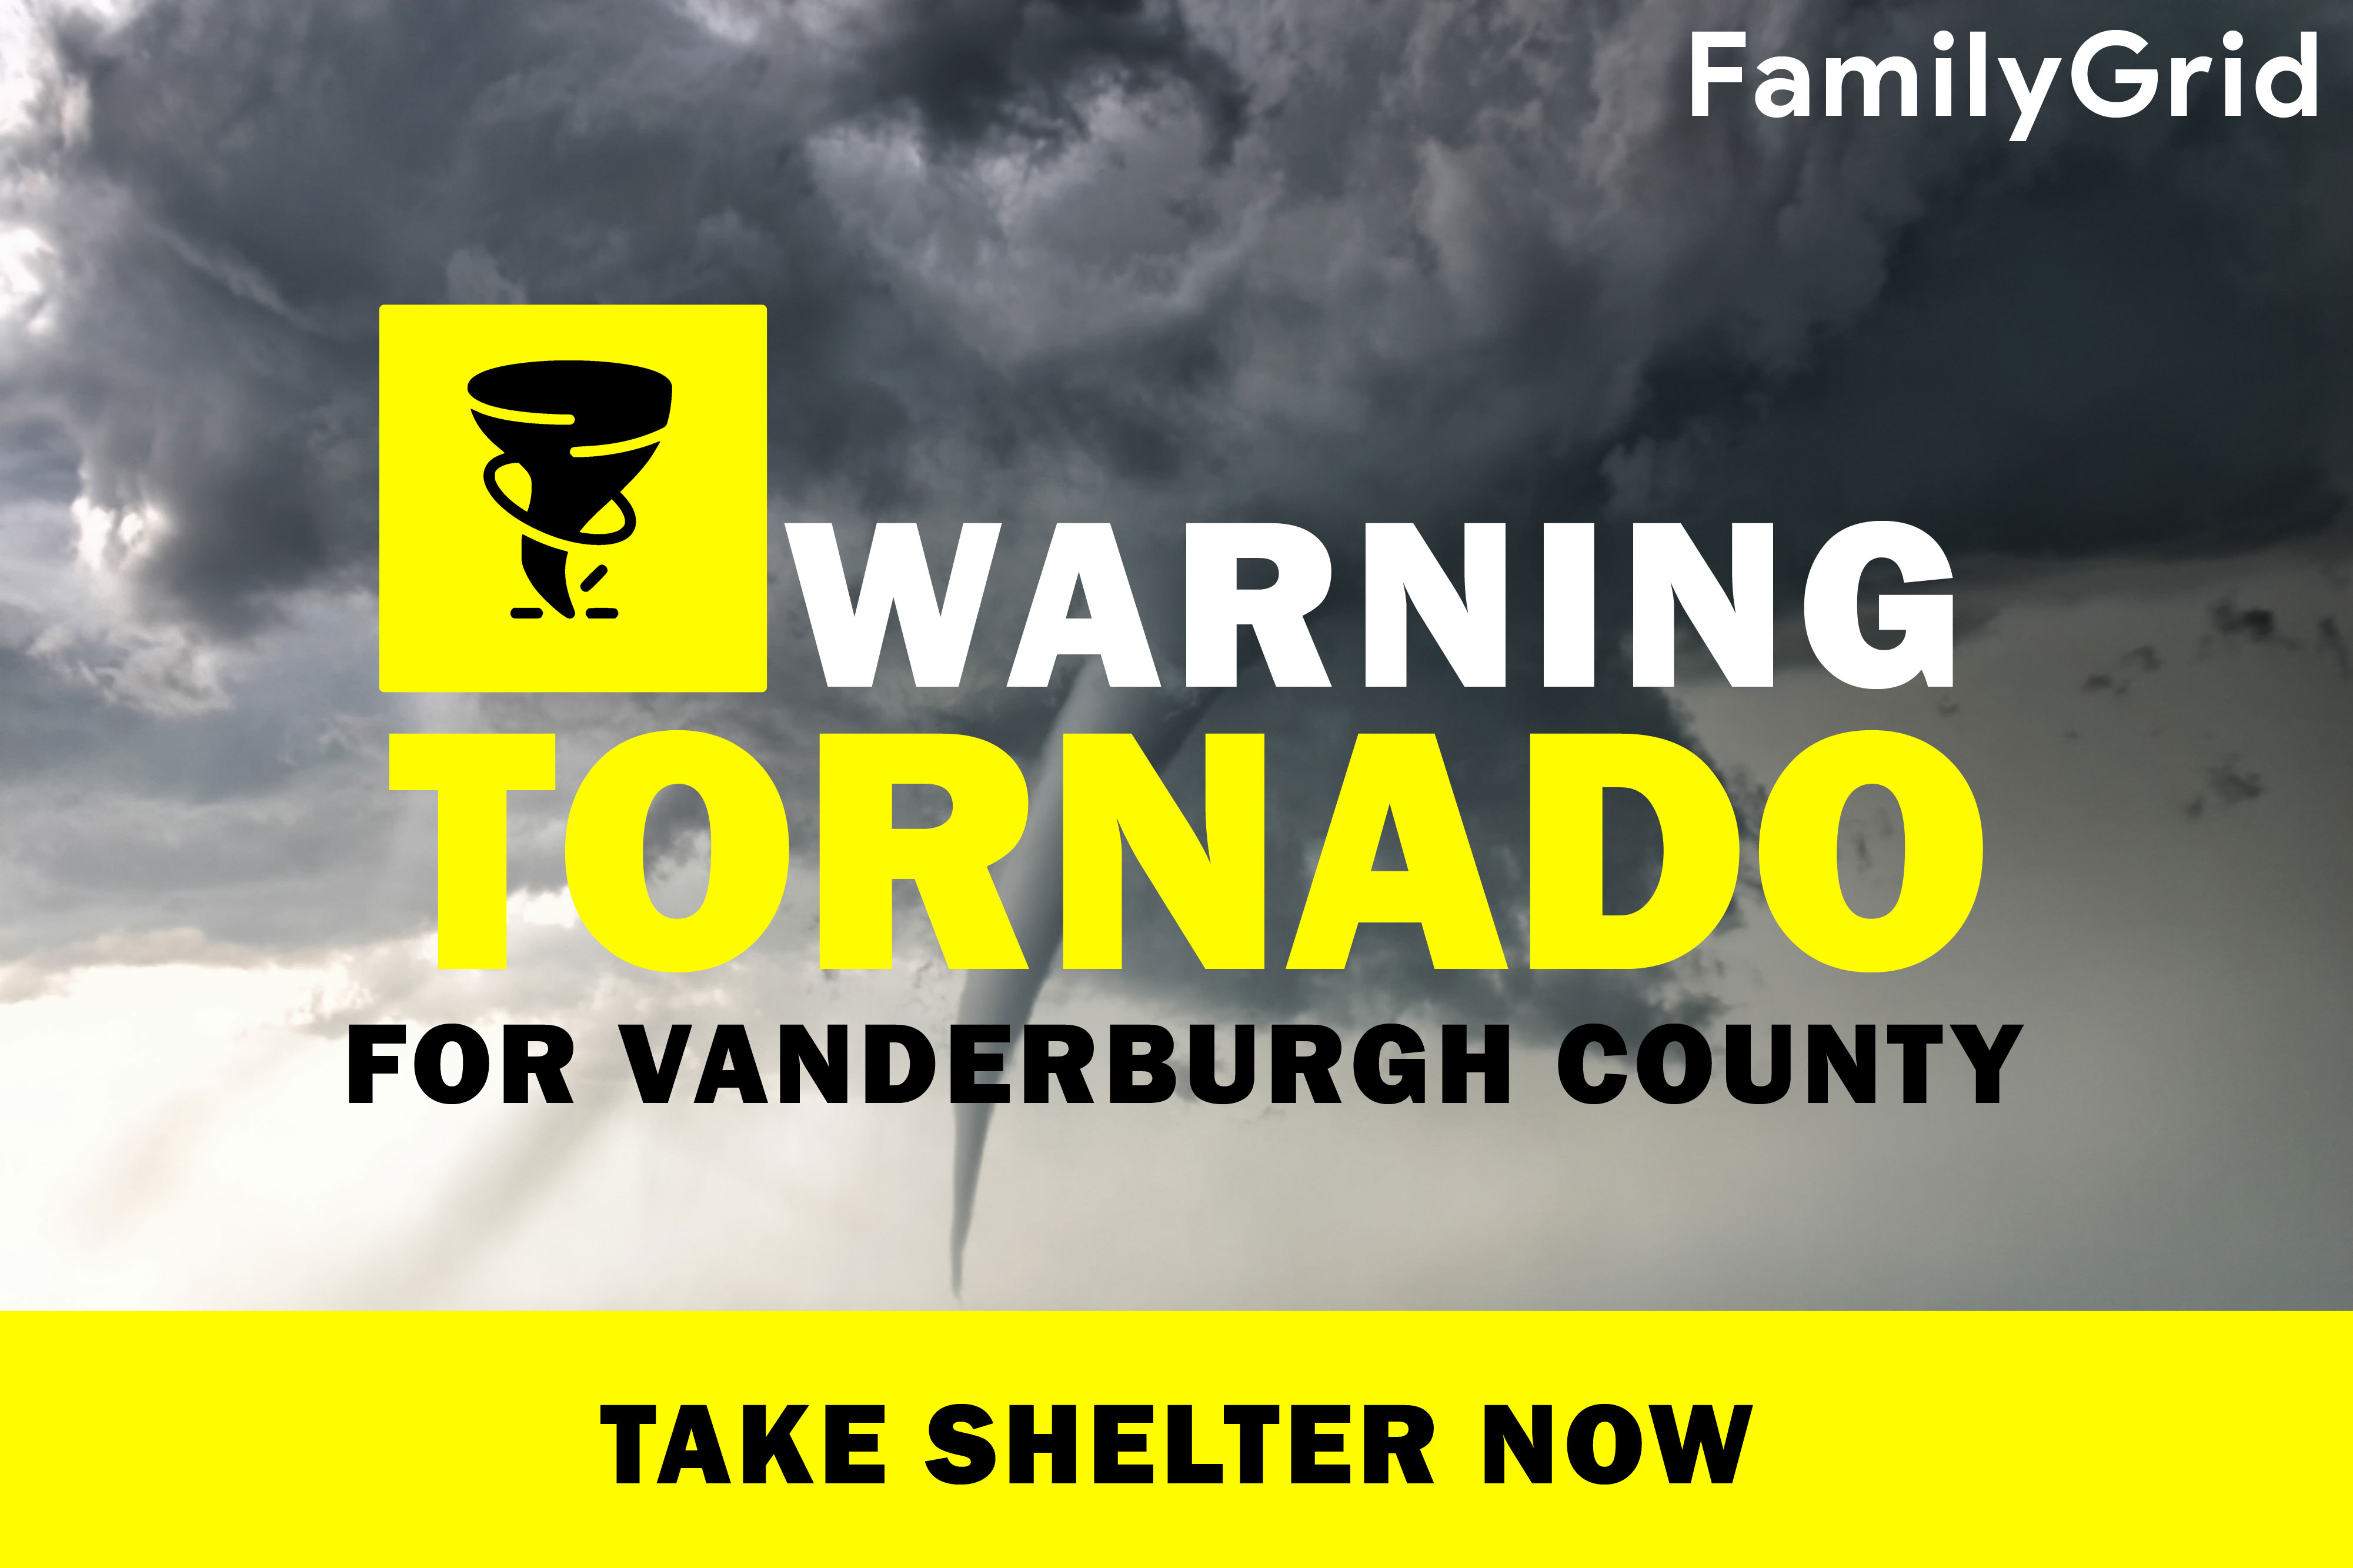 FamilyGrid
WARNING
TORNADO
FOR VANDERBURGH COUNTY
TAKE SHELTER NOW